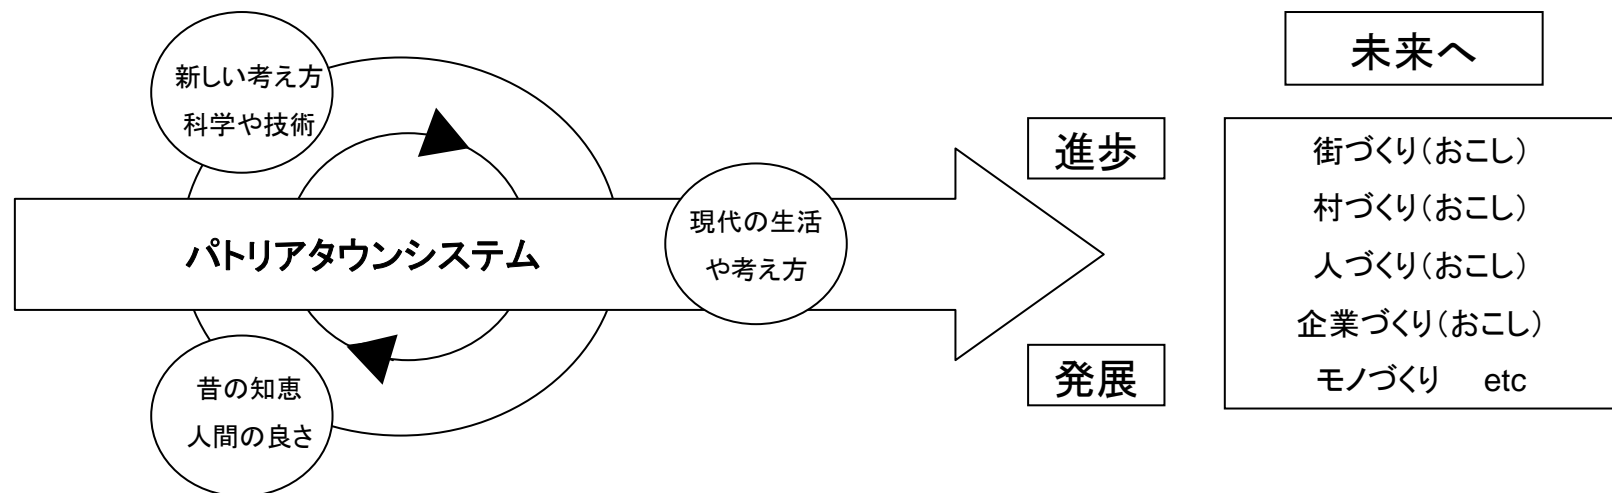 新しい考え方
科学や技術
パトリアタウンシステム
昔の知恵
人間の良さ
現代の生活
や考え方
進歩
発展
未来へ
街づくり(おこし)
村づくり(おこし)
人づくり(おこし)
企業づくり(おこし)
モノづくり　etc